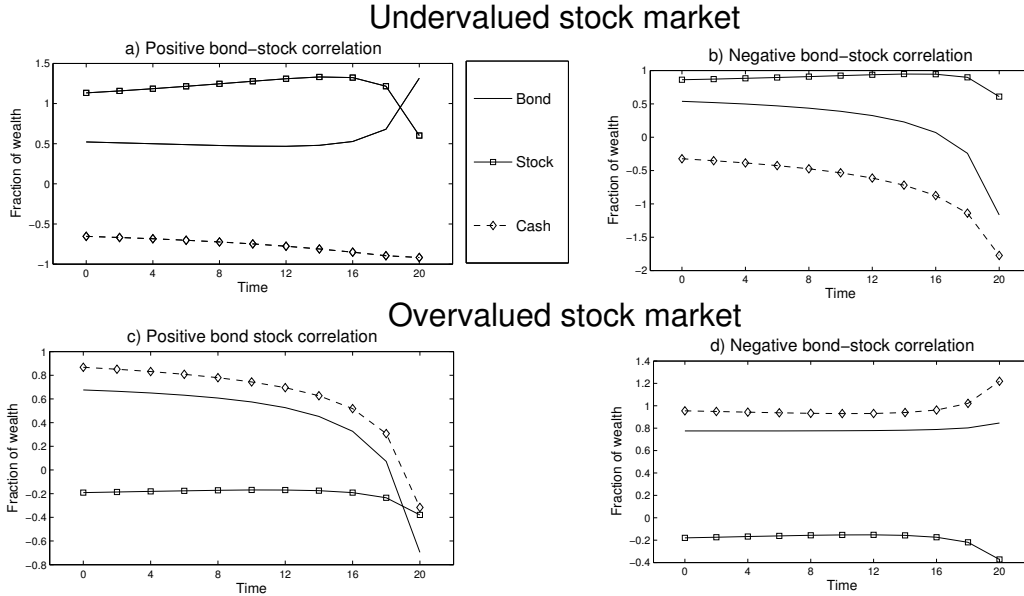 Undervalued stock market
a) Positive bond−stock correlation
1.5
1
0.5
0
−0.5
−1
Fraction of wealth
0 4 8 12 16 20
Time
Bond
Stock
Cash
b) Negative bond−stock correlation
1
0.5
0
−0.5
−1
−1.5
−2
Fraction of wealth
0 4 8 12 16 20
Time
Overvalued stock market
c) Positive bond stock correlation
1
0.8
0.6
0.4
0.2
0
−0.2
−0.4
−0.6
−0.8
Fraction of wealth
0 4 8 12 16 20
Time
d) Negative bond−stock correlation
1.4
1.2
1
0.8
0.6
0.4
0.2
0
−0.2
−0.4
Fraction of wealth
0 4 8 12 16 20
Time